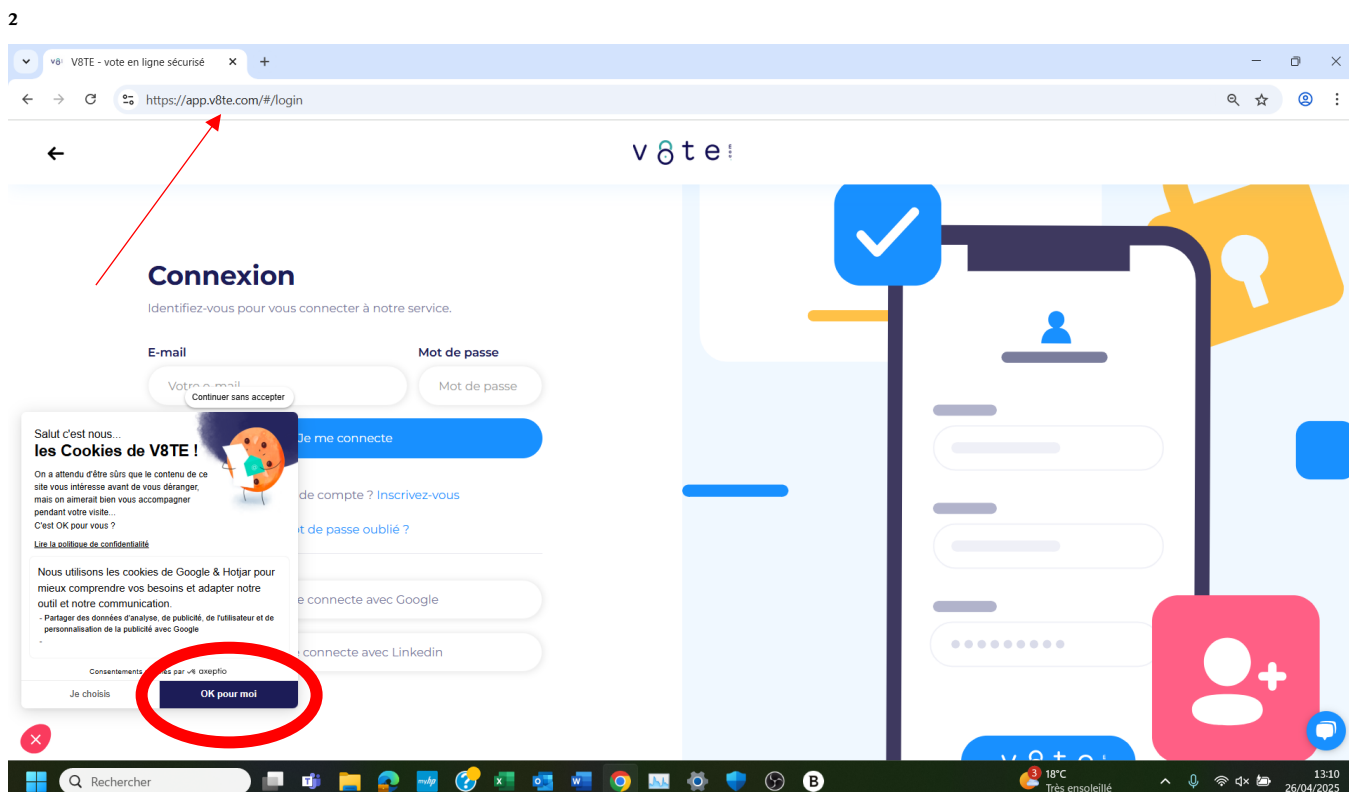 2
V8TE - vote en ligne sécurisé
https://app.v8te.com/#/login
v8te
Connexion
Identifiez-vous pour vous connecter à notre service.
E-mail Mot de passe
Votre e-mail Mot de passe
Continuer sans accepter
Je me connecte
Salut c'est nous...
les Cookies de V8TE !
On a attendu d'être sûrs que le contenu de ce
site vous intéresse avant de vous déranger,
mais on aimerait bien vous accompagner
pendant votre visite...
C'est OK pour vous ?
Lire la politique de confidentialité
de compte ? Inscrivez-vous
t de passe oublié ?
Nous utilisons les cookies de Google & Hotjar pour
mieux comprendre vos besoins et adapter notre
outil et notre communication.
- Partager des données d'analyse, de publicité, de l'utilisateur et de
personnalisation de la publicité avec Google
-
e connecte avec Google
connecte avec Linkedin
Consentements par axeptio
Je choisis OK pour moi
v8te
Rechercher
3 18°C
Très ensoleillé
13:10
26/04/2025